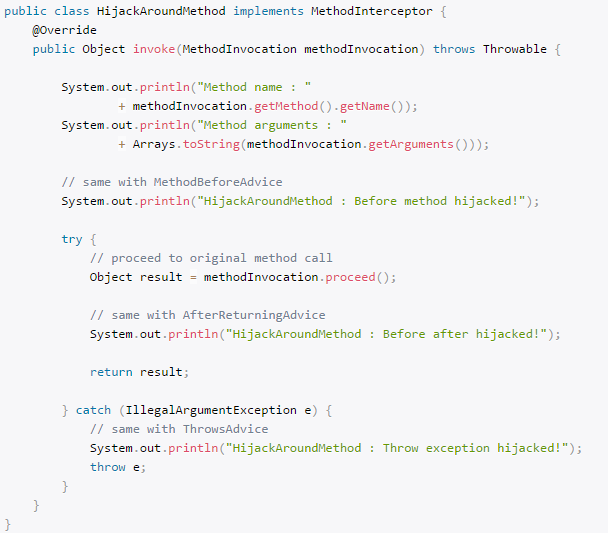 public class HijackAroundMethod implements MethodInterceptor {
    @Override
    public Object invoke(MethodInvocation methodInvocation) throws Throwable {

        System.out.println("Method name : "
                + methodInvocation.getMethod().getName());
        System.out.println("Method arguments : "
                + Arrays.toString(methodInvocation.getArguments()));

        // same with MethodBeforeAdvice
        System.out.println("HijackAroundMethod : Before method hijacked!");

        try {
            // proceed to original method call
            Object result = methodInvocation.proceed();

            // same with AfterReturningAdvice
            System.out.println("HijackAroundMethod : Before after hijacked!");

            return result;

        } catch (IllegalArgumentException e) {
            // same with ThrowsAdvice
            System.out.println("HijackAroundMethod : Throw exception hijacked!");
            throw e;
        }
    }
}